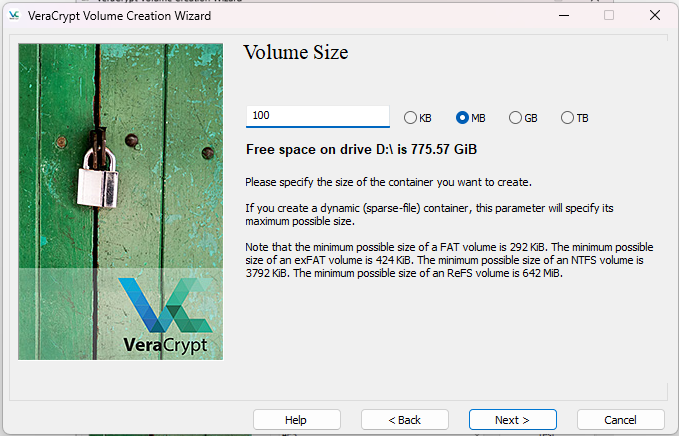 VeraCrypt Volume Creation Wizard
Volume Size
100
KB
MB
GB
TB
Free space on drive D:\ is 775.57 GiB
Please specify the size of the container you want to create.
If you create a dynamic (sparse-file) container, this parameter will specify its
maximum possible size.
Note that the minimum possible size of a FAT volume is 292 KiB. The minimum possible
size of an exFAT volume is 424 KiB. The minimum possible size of an NTFS volume is
3792 KiB. The minimum possible size of an ReFS volume is 642 MiB.
VeraCrypt
Help
< Back
Next >
Cancel